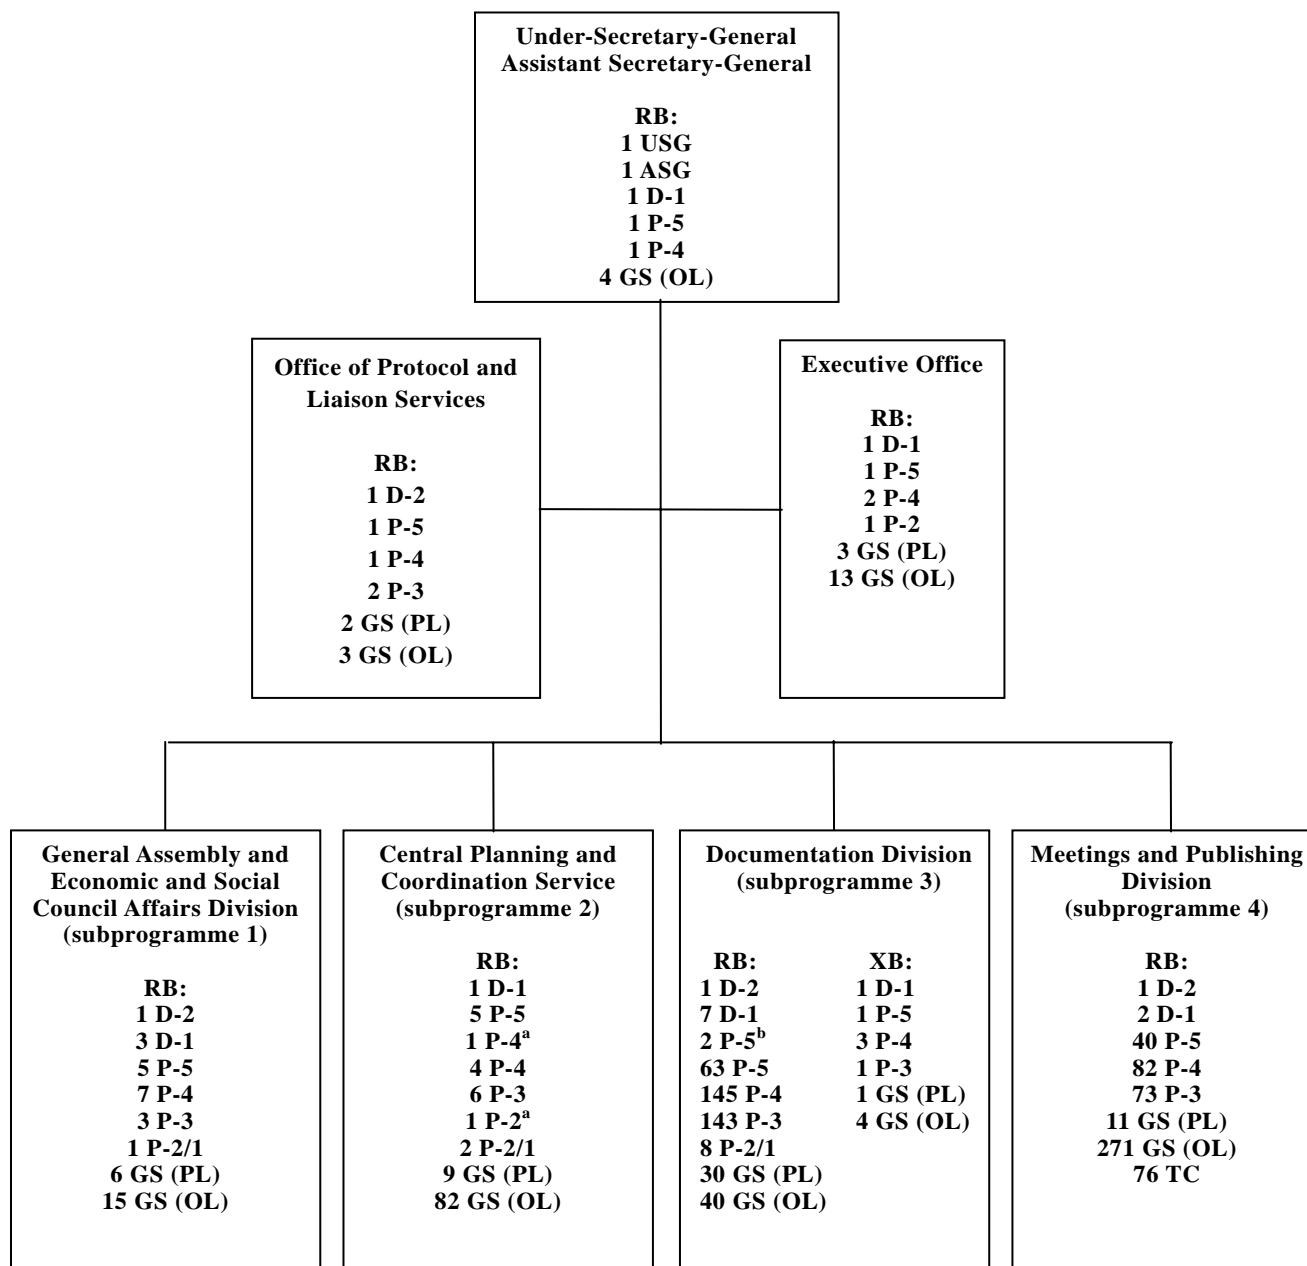 Under-Secretary-General
Assistant Secretary-General
RB:
1 USG
1 ASG
1 D-1
1 P-5
1 P-4
4 GS (OL)
Office of Protocol and
Liaison Services
RB:
1 D-2
1 P-5
1 P-4
2 P-3
2 GS (PL)
3 GS (OL)
Executive Office
RB:
1 D-1
1 P-5
2 P-4
1 P-2
3 GS (PL)
13 GS (OL)
General Assembly and
Economic and Social
Council Affairs Division
(subprogramme 1)
RB:
1 D-2
3 D-1
5 P-5
7 P-4
3 P-3
1 P-2/1
6 GS (PL)
15 GS (OL)
Central Planning and
Coordination Service
(subprogramme 2)
RB:
1 D-1
5 P-5
1 P-4a
4 P-4
6 P-3
1 P-2a
2 P-2/1
9 GS (PL)
82 GS (OL)
Documentation Division
(subprogramme 3)
RB:
1 D-2
7 D-1
2 P-5b
63 P-5
145 P-4
143 P-3
8 P-2/1
30 GS (PL)
40 GS (OL)
XB:
1 D-1
1 P-5
3 P-4
1 P-3
1 GS (PL)
4 GS (OL)
Meetings and Publishing
Division
(subprogramme 4)
RB:
1 D-2
2 D-1
40 P-5
82 P-4
73 P-3
11 GS (PL)
271 GS (OL)
76 TC